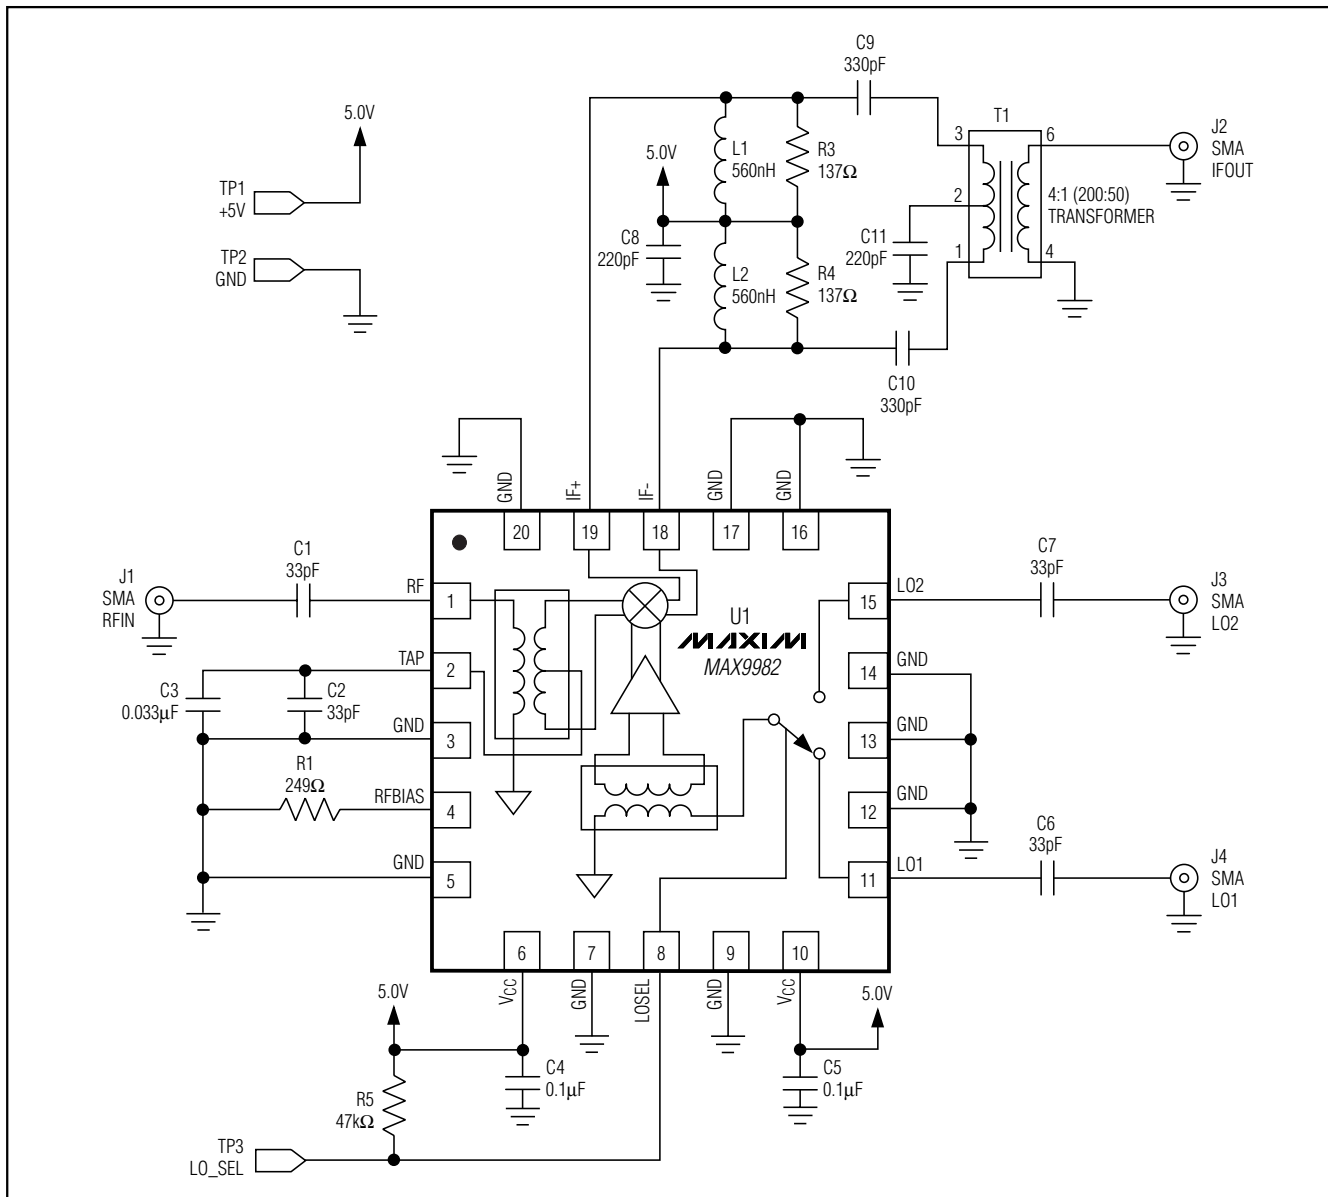 C9
330pF
5.0V
TP1
+5V
TP2
GND
5.0V
L1
560nH
R3
137Ω
C8
220pF
L2
560nH
R4
137Ω
C10
330pF
C11
220pF
T1
3
2
1
6
4
4:1 (200:50)
TRANSFORMER
J2
SMA
IFOUT
GND
IF+
IF-
GND
GND
20
19
18
17
16
J1
SMA
RFIN
C1
33pF
RF
1
TAP
2
C3
0.033µF
C2
33pF
GND
3
R1
249Ω
RFBIAS
4
GND
5
U1
MAXIM
MAX9982
15
LO2
C7
33pF
J3
SMA
LO2
14
GND
13
GND
12
GND
11
LO1
C6
33pF
J4
SMA
LO1
6
7
8
9
10
VCC
GND
LOSEL
GND
VCC
5.0V
C4
0.1µF
R5
47kΩ
TP3
LO_SEL
5.0V
C5
0.1µF